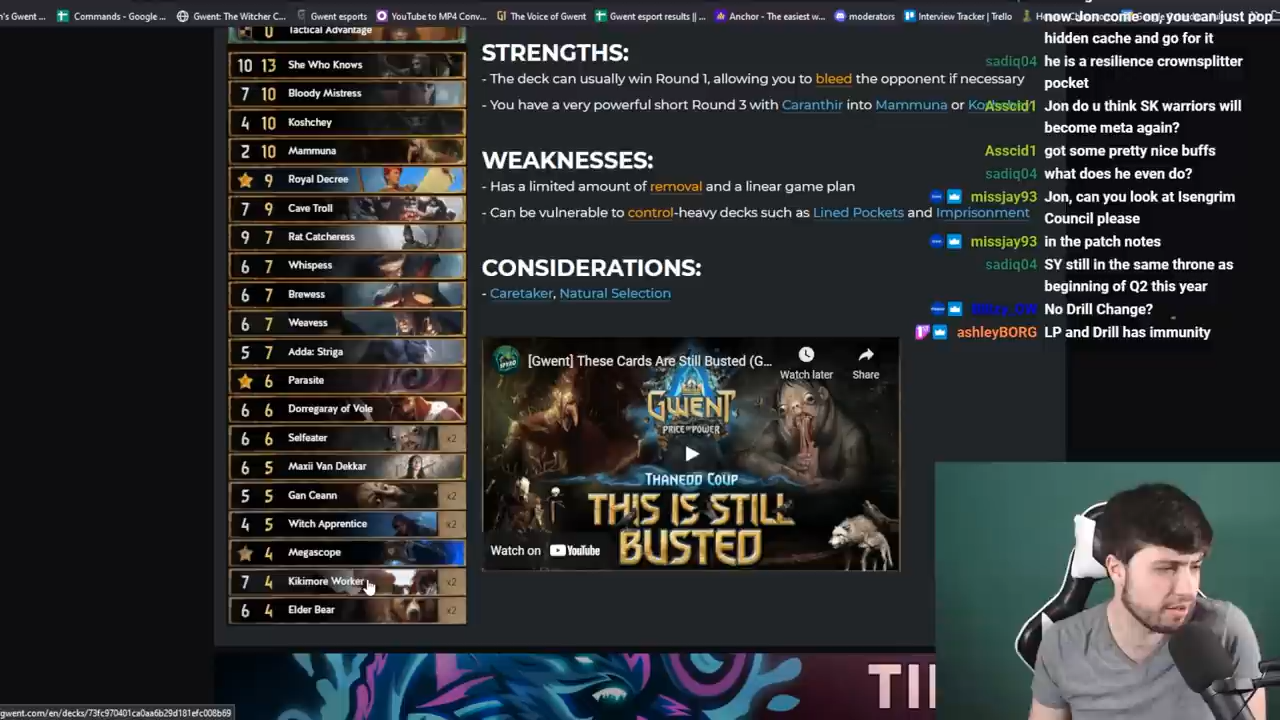 Commands - Google ...
Gwent: The Witcher C...
Gwent esports
YouTube to MP4 Conv...
The Voice of Gwent
Gwent esport results || ...
Anchor - The easiest w...
moderators
Interview Tracker | Trello
Tactical Advantage
10 13 She Who Knows
7 10 Bloody Mistress
4 10 Koshchey
2 10 Mammuna
9 Royal Decree
7 9 Cave Troll
9 7 Rat Catcheress
6 7 Whispess
6 7 Brewess
6 7 Weavess
5 7 Adda: Striga
6 Parasite
6 6 Dorregaray of Vole
6 6 Selfeater x2
6 5 Maxii Van Dekkar
5 5 Gan Ceann x2
4 5 Witch Apprentice x2
4 Megascope
7 4 Kikimore Worker x2
6 4 Elder Bear x2
STRENGTHS:
- The deck can usually win Round 1, allowing you to bleed the opponent if necessary
- You have a very powerful short Round 3 with Caranthir into Mammuna or
WEAKNESSES:
- Has a limited amount of removal and a linear game plan
- Can be vulnerable to control-heavy decks such as Lined Pockets and Imprisonment
CONSIDERATIONS:
- Caretaker, Natural Selection
[Gwent] These Cards Are Still Busted (G...
Watch later
Share
GWENT
PRICE OF POWER
THANEDD COUP
THIS IS STILL
BUSTED
Watch on YouTube
now Jon come on, you can just pop
hidden cache and go for it
sadiq04 he is a resilience crownsplitter
pocket
Asscid1 Jon do u think SK warriors will
become meta again?
Asscid1 got some pretty nice buffs
sadiq04 what does he even do?
missjay93 Jon, can you look at Isengrim
Council please
missjay93 in the patch notes
sadiq04 SY still in the same throne as
beginning of Q2 this year
No Drill Change?
ashleyBORG LP and Drill has immunity
gwent.com/en/decks/73fc970401ca0aa6b29d181efc008b69